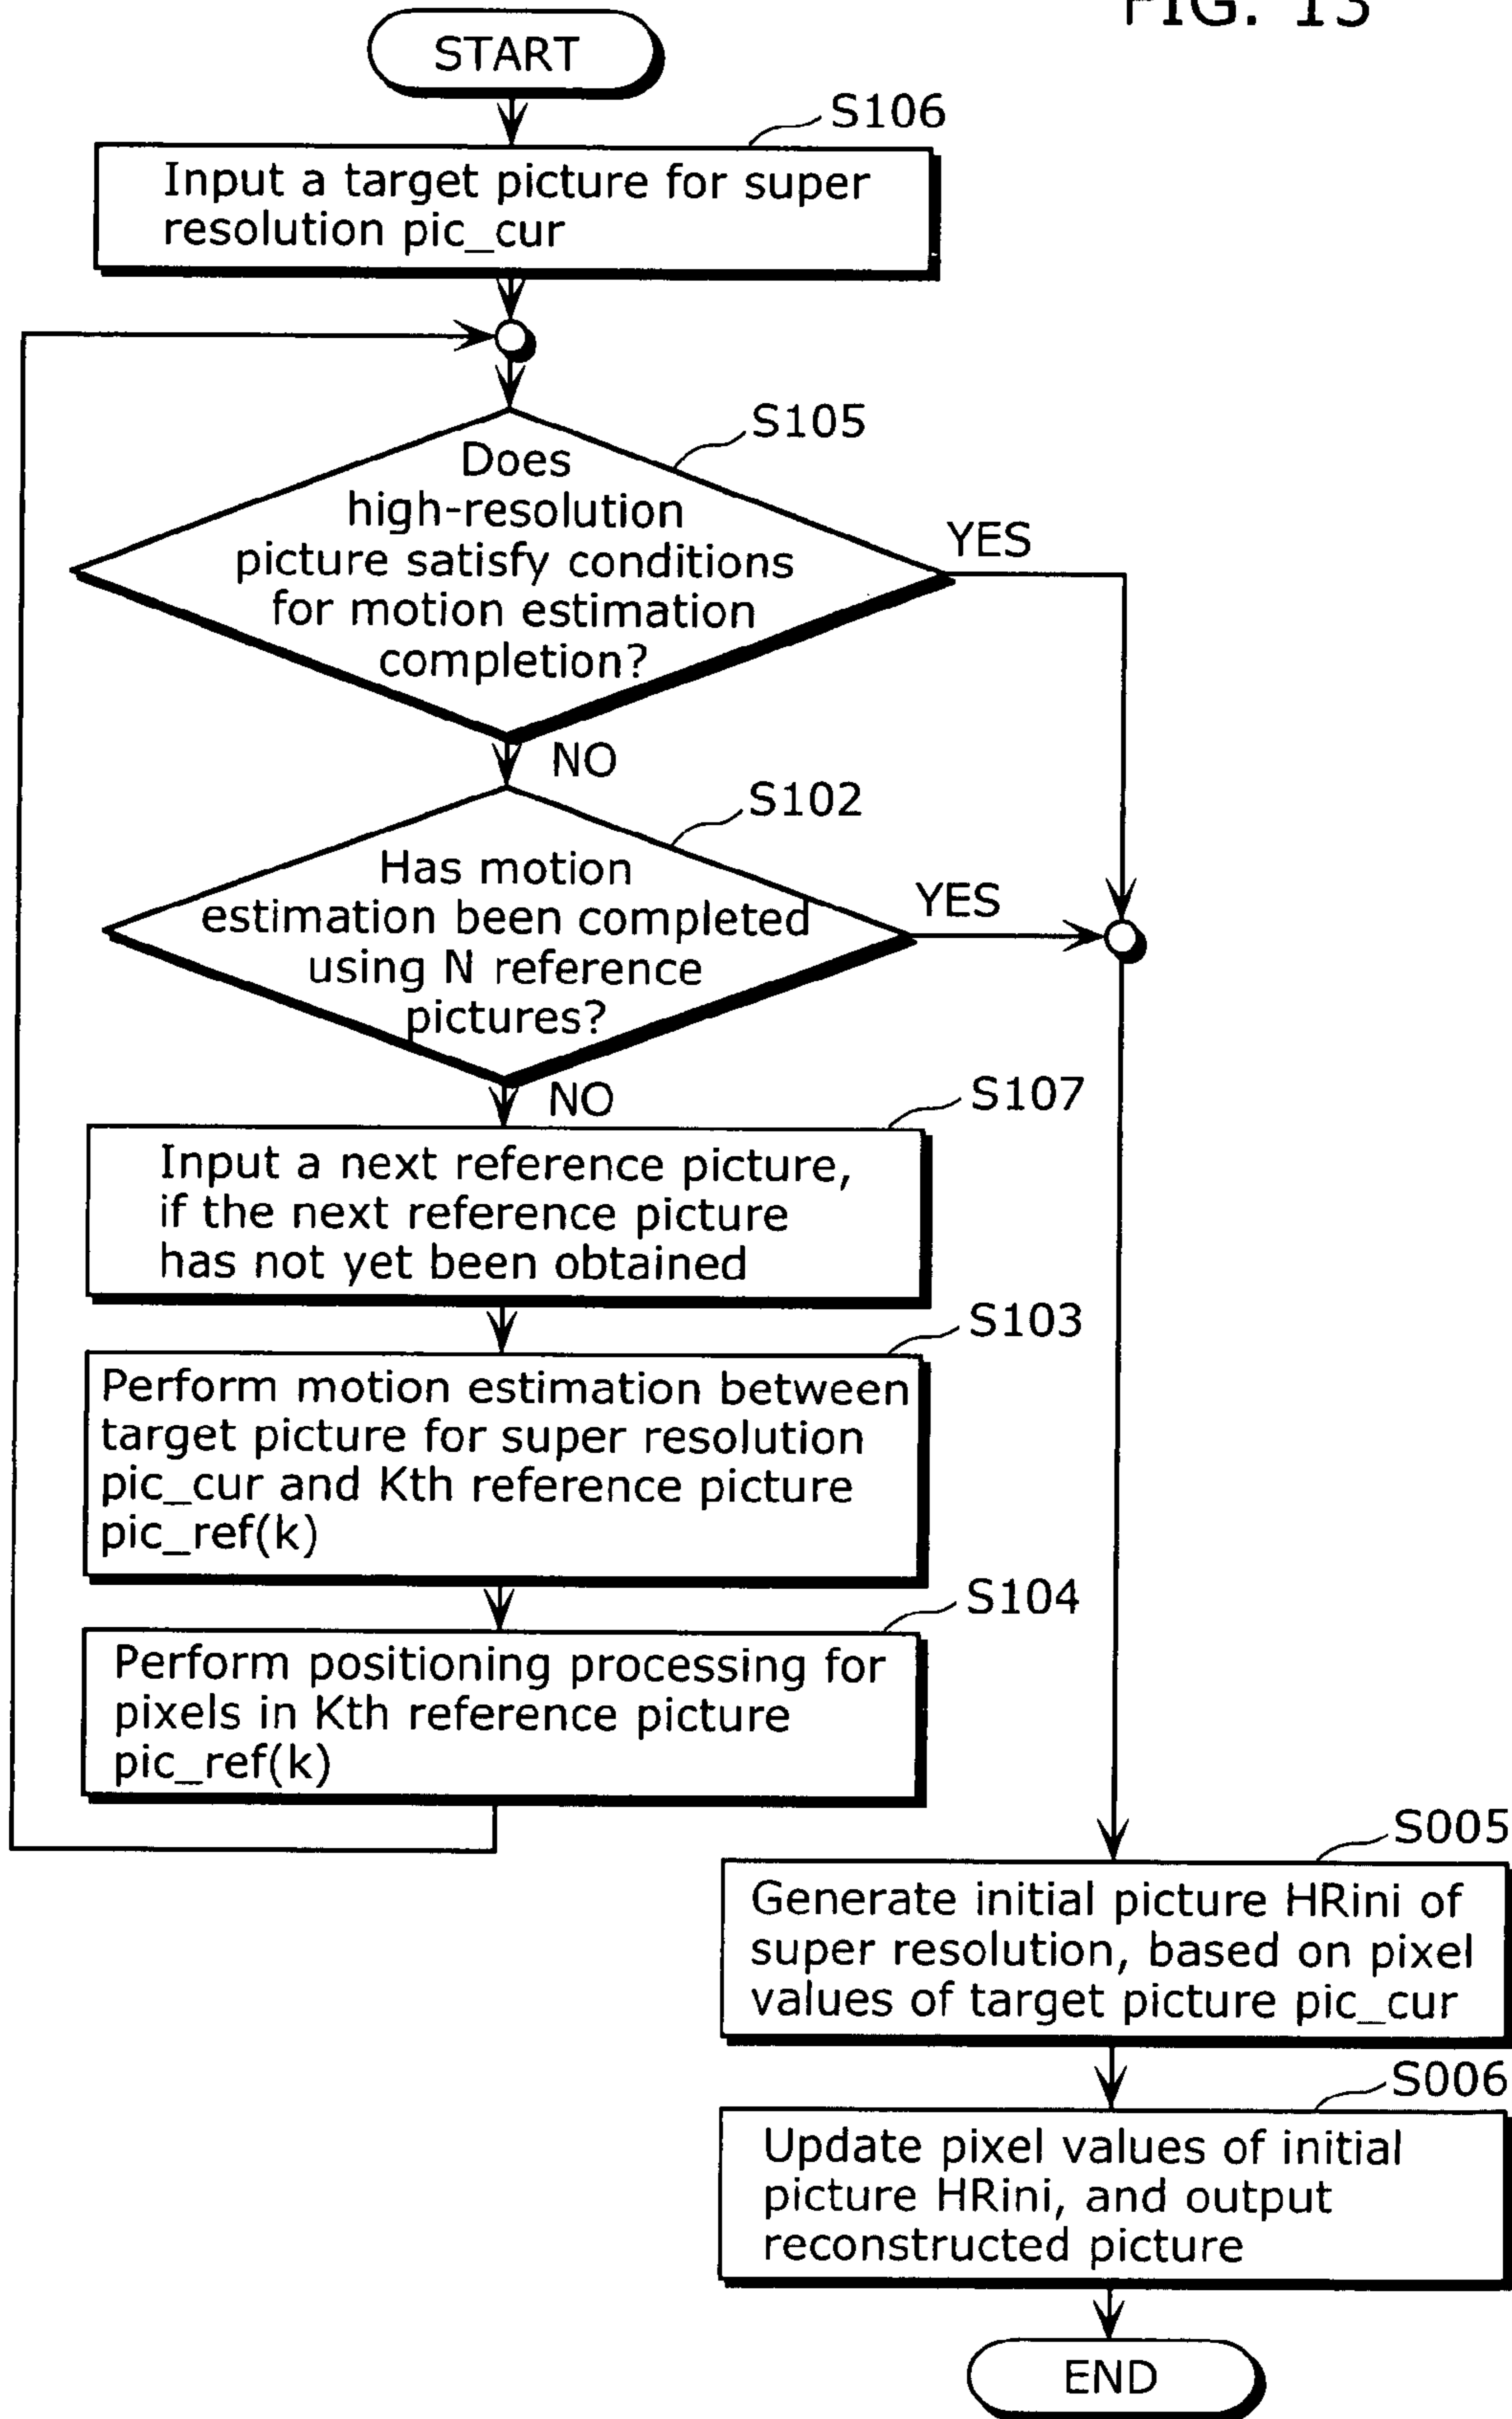 FIG. 13
START
S106
Input a target picture for super
resolution pic_cur
S105
Does
high-resolution
picture satisfy conditions
for motion estimation
completion?
YES
NO
S102
Has motion
estimation been completed
using N reference
pictures?
YES
NO
S107
Input a next reference picture,
if the next reference picture
has not yet been obtained
S103
Perform motion estimation between
target picture for super resolution
pic_cur and Kth reference picture
pic_ref(k)
S104
Perform positioning processing for
pixels in Kth reference picture
pic_ref(k)
S005
Generate initial picture HRini of
super resolution, based on pixel
values of target picture pic_cur
S006
Update pixel values of initial
picture HRini, and output
reconstructed picture
END